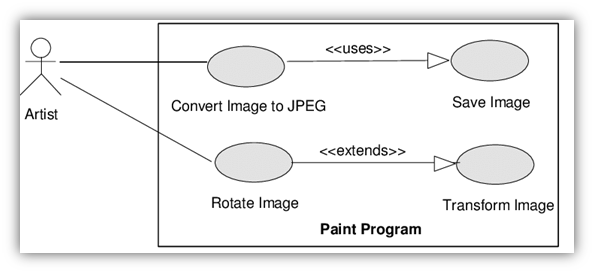 <<uses>>
Convert Image to JPEG
Save Image
Artist
<<extends>>
Rotate Image
Transform Image
Paint Program